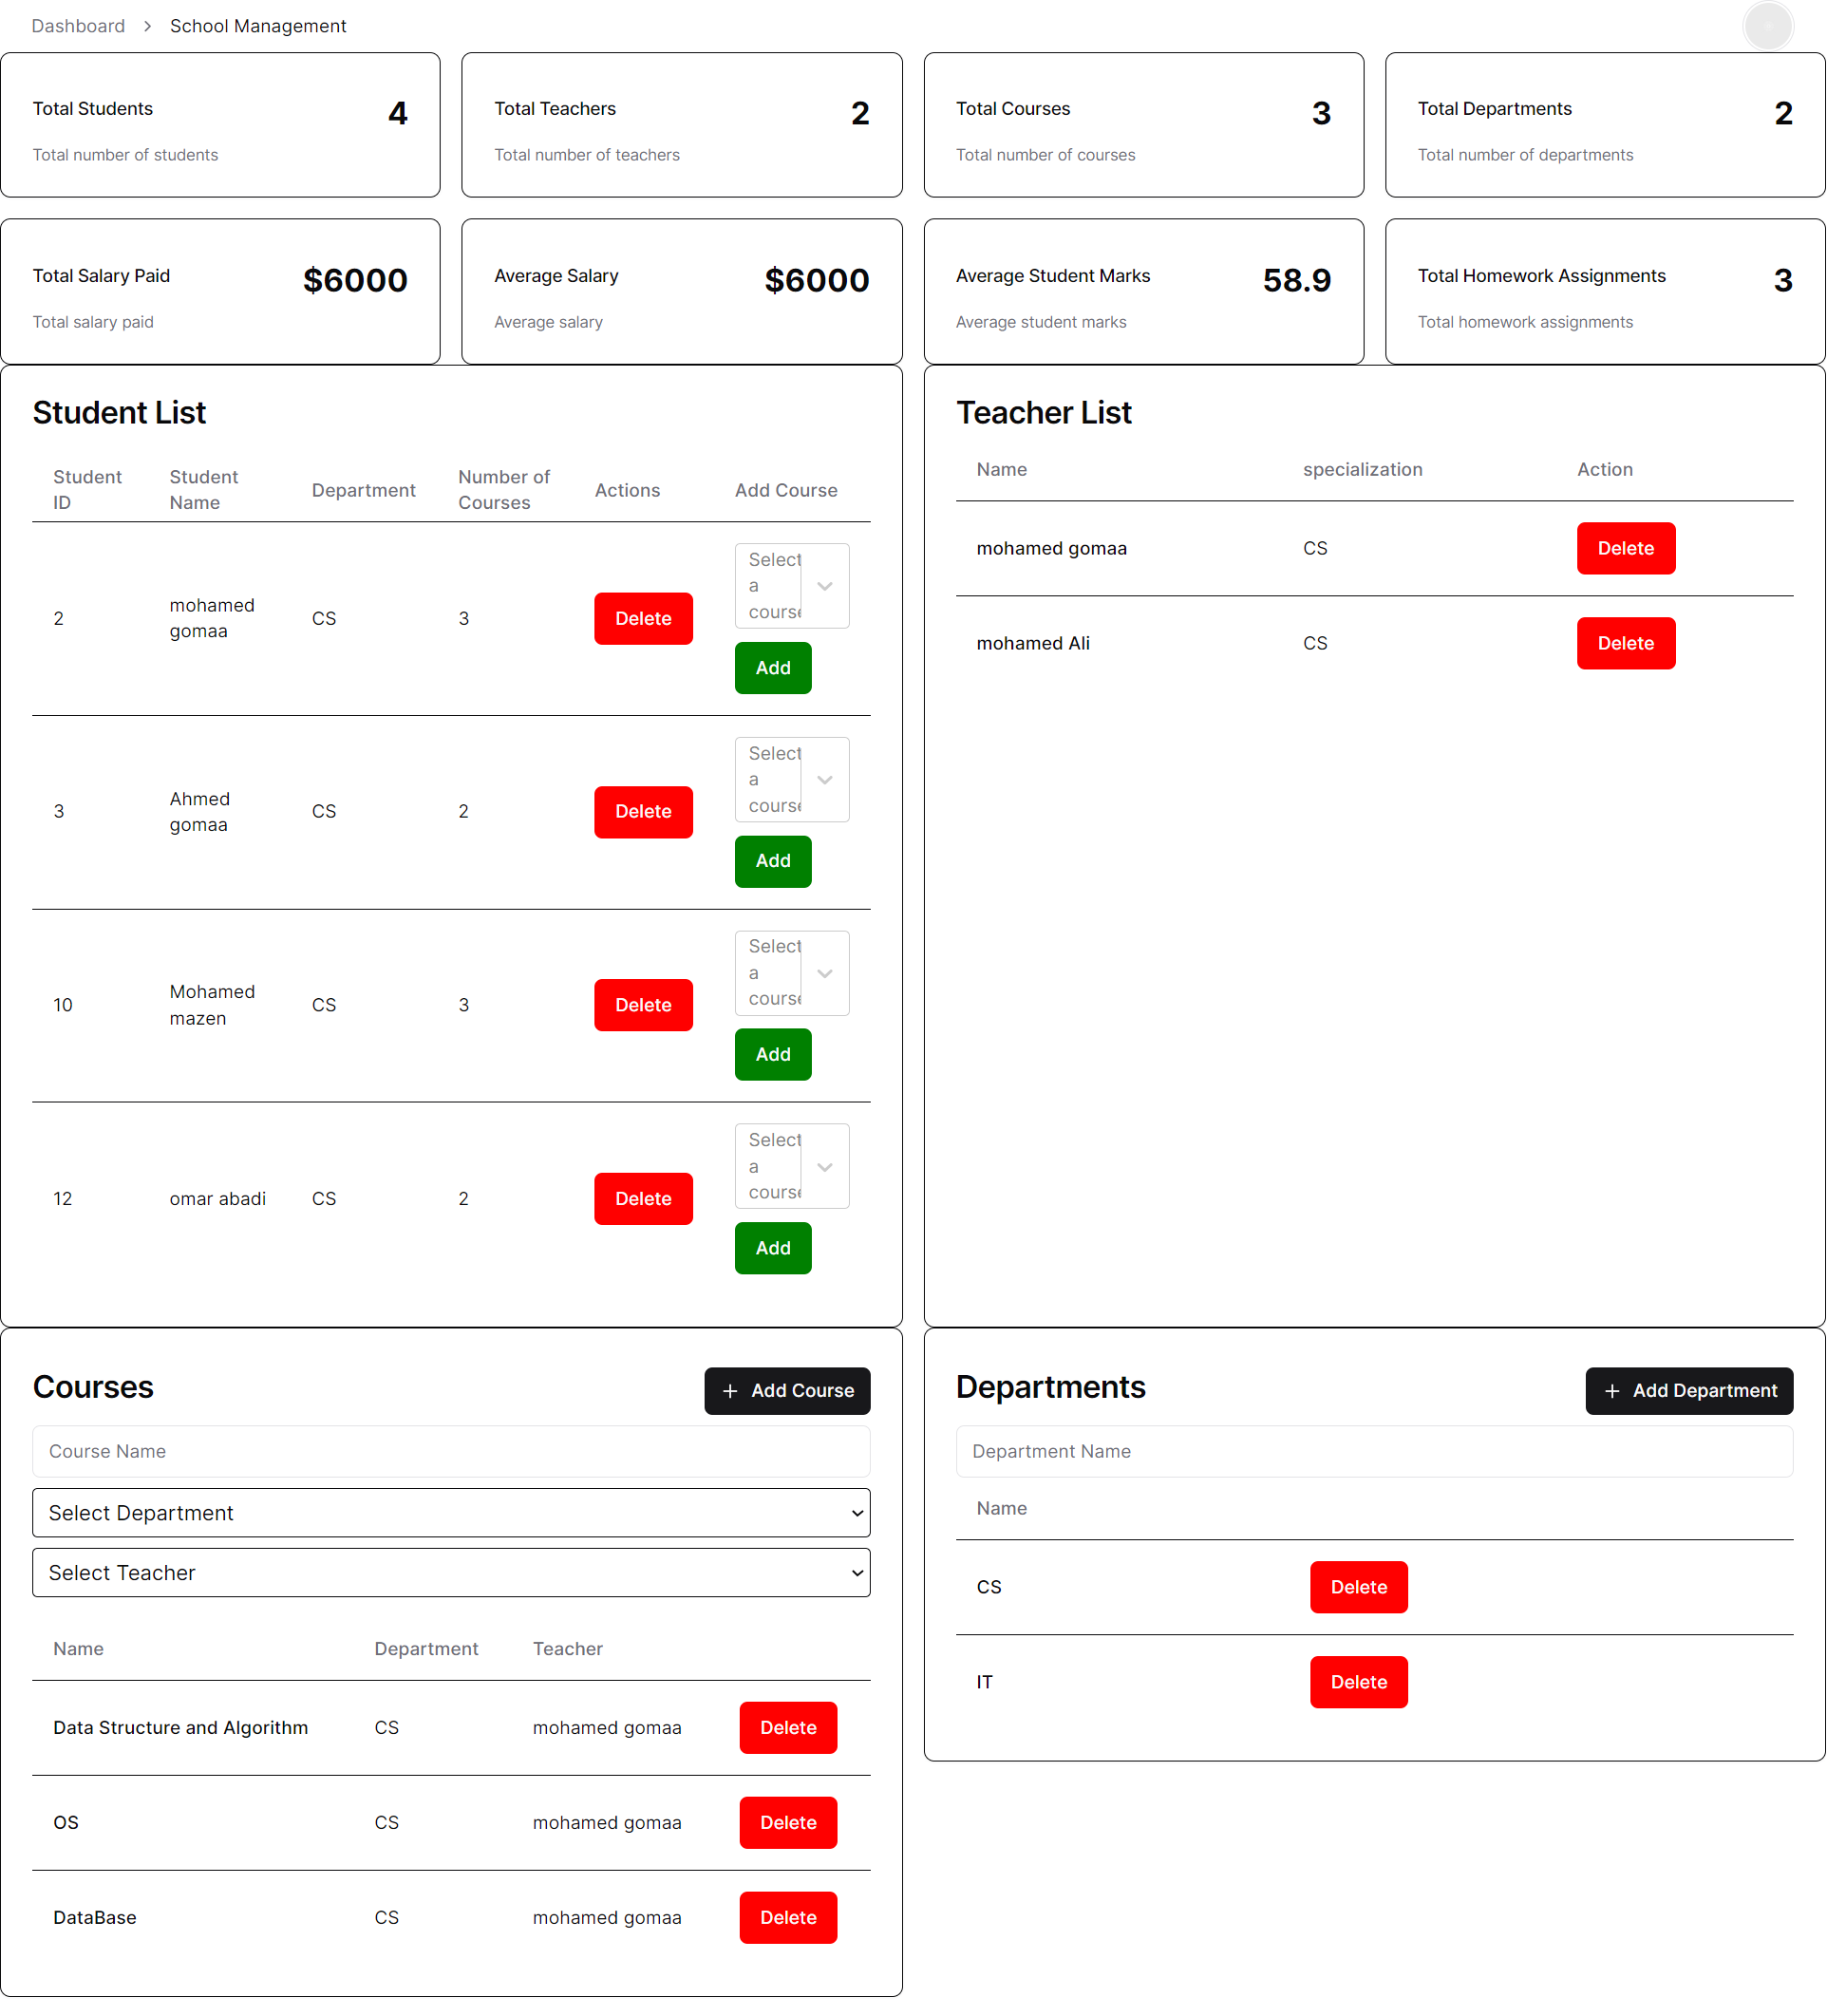 Dashboard > School Management
Total Students 4
Total number of students
Total Teachers 2
Total number of teachers
Total Courses 3
Total number of courses
Total Departments 2
Total number of departments
Total Salary Paid $6000
Total salary paid
Average Salary $6000
Average salary
Average Student Marks 58.9
Average student marks
Total Homework Assignments 3
Total homework assignments
Student List
Student ID
Student Name
Department
Number of Courses
Actions
Add Course
2
mohamed gomaa
CS
3
Delete
Select a course
Add
3
Ahmed gomaa
CS
2
Delete
Select a course
Add
10
Mohamed mazen
CS
3
Delete
Select a course
Add
12
omar abadi
CS
2
Delete
Select a course
Add
Teacher List
Name specialization Action
mohamed gomaa CS Delete
mohamed Ali CS Delete
Courses
+ Add Course
Course Name
Select Department
Select Teacher
Name Department Teacher
Data Structure and Algorithm CS mohamed gomaa Delete
OS CS mohamed gomaa Delete
DataBase CS mohamed gomaa Delete
Departments
+ Add Department
Department Name
Name
CS Delete
IT Delete